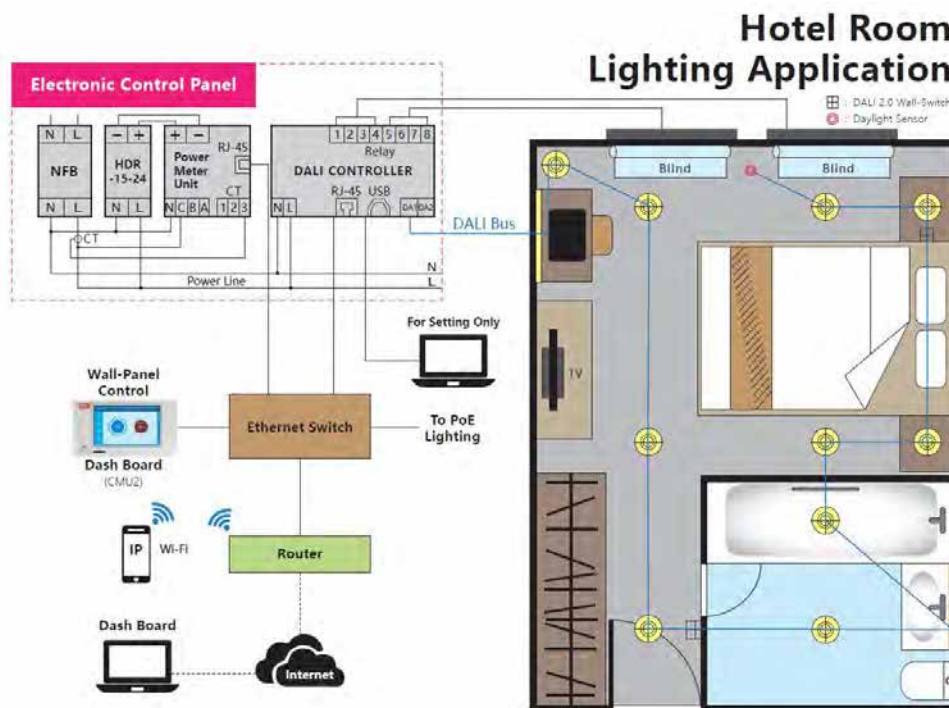 Hotel Room
Lighting Application
Electronic Control Panel
: DALI 2.0 Wall-Switch
: Daylight Sensor
N L
NFB
N L
− +
HDR
-15-24
N L
+ −
Power
Meter
Unit
RJ-45
CT
N C B A 1 2 3
1 2 3 4 5 6 7 8
Relay
DALI CONTROLLER
RJ-45 USB
N L
DA1 DA2
CT
DALI Bus
N
Power Line
L
Blind
Blind
TV
For Setting Only
Wall-Panel
Control
Ethernet Switch
To PoE
Lighting
Dash Board
(CMU2)
IP
Wi-Fi
Router
Dash Board
Internet